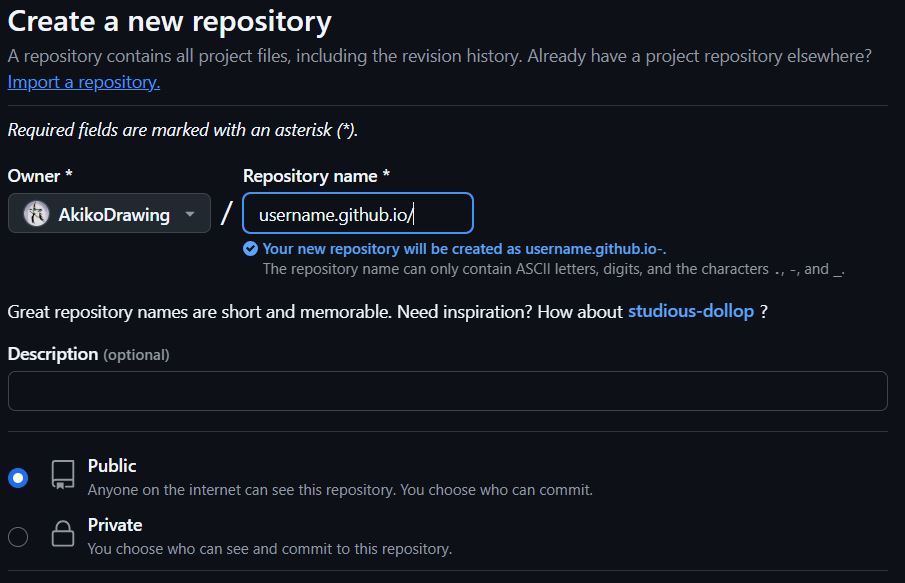 Create a new repository
A repository contains all project files, including the revision history. Already have a project repository elsewhere?
Import a repository.
Required fields are marked with an asterisk (*).
Owner * Repository name *
AkikoDrawing / username.github.io/
Your new repository will be created as username.github.io-.
The repository name can only contain ASCII letters, digits, and the characters ., -, and _.
Great repository names are short and memorable. Need inspiration? How about studious-dollop ?
Description (optional)
Public
Anyone on the internet can see this repository. You choose who can commit.
Private
You choose who can see and commit to this repository.